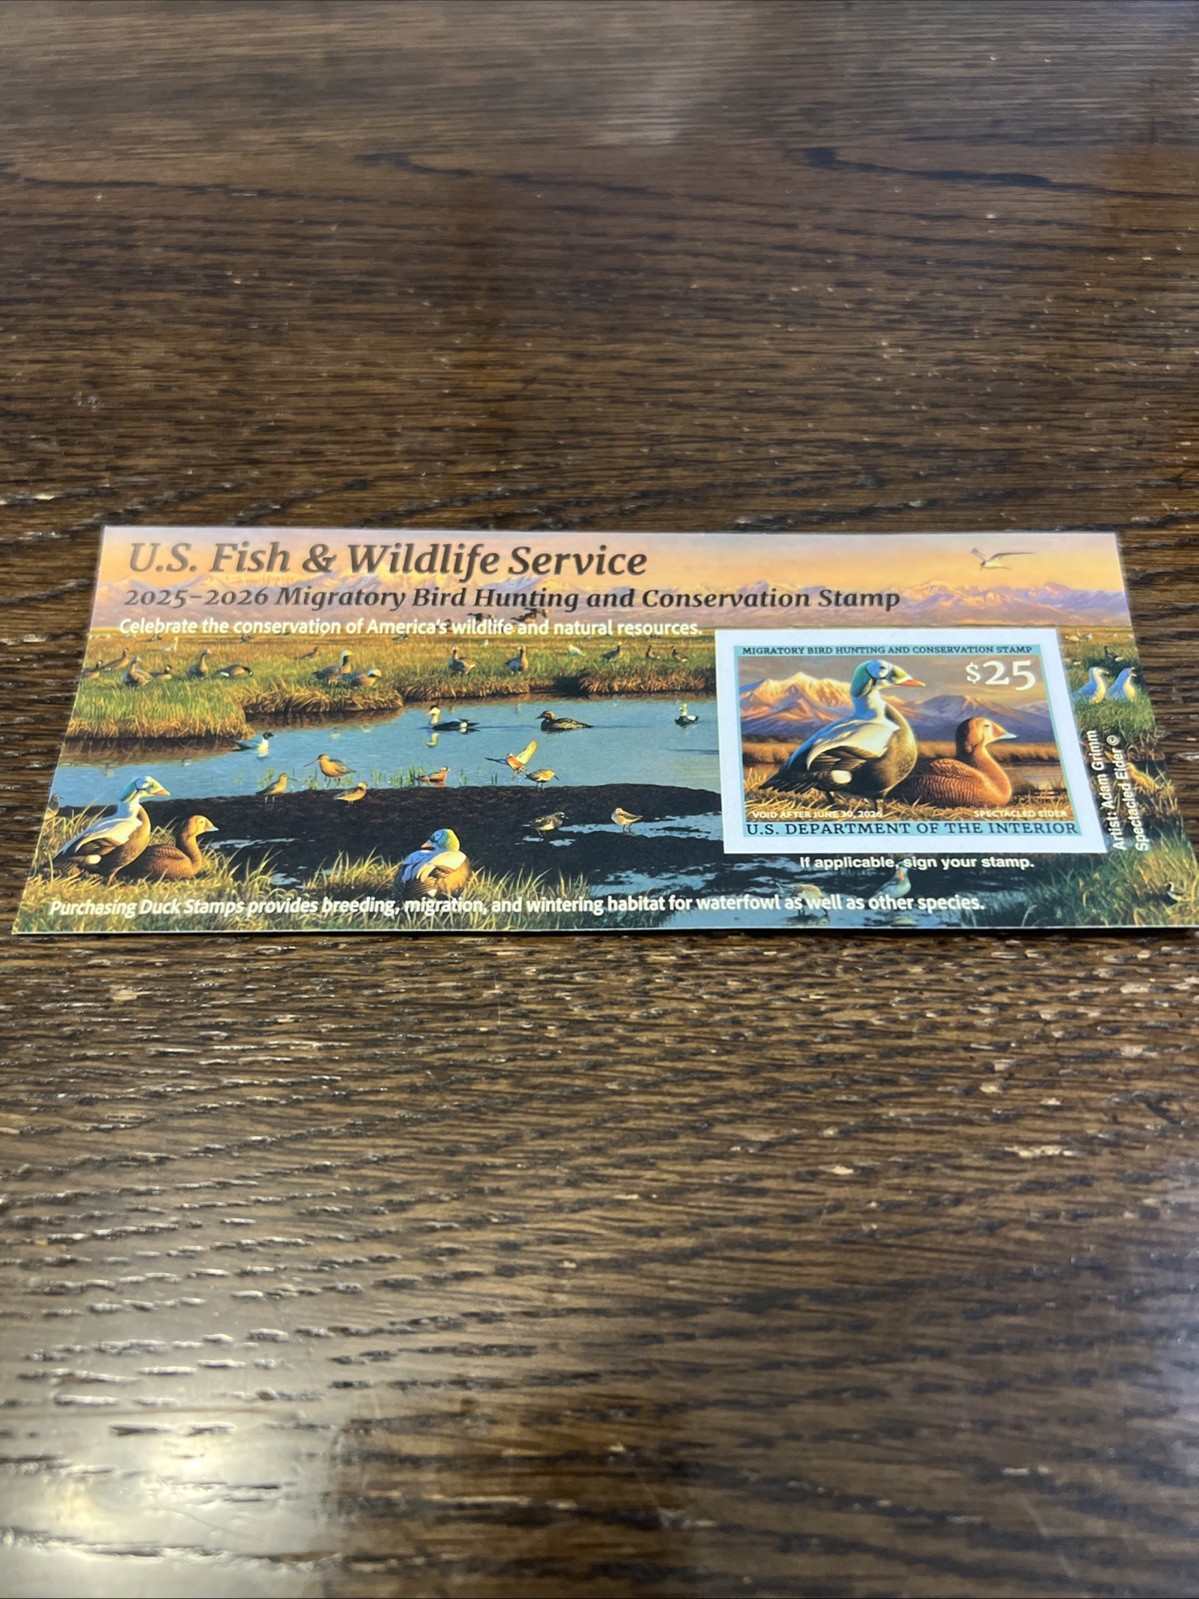 U.S. Fish & Wildlife Service
2025-2026 Migratory Bird Hunting and Conservation Stamp
Celebrate the conservation of America's wildlife and natural resources.
MIGRATORY BIRD HUNTING AND CONSERVATION STAMP
$25
VOID AFTER JUNE 30, 2026
SPECTACLED EIDER
U.S. DEPARTMENT OF THE INTERIOR
Artist: Adam Grimm
Spectacled Eider ©
If applicable, sign your stamp.
Purchasing Duck Stamps provides breeding, migration, and wintering habitat for waterfowl as well as other species.